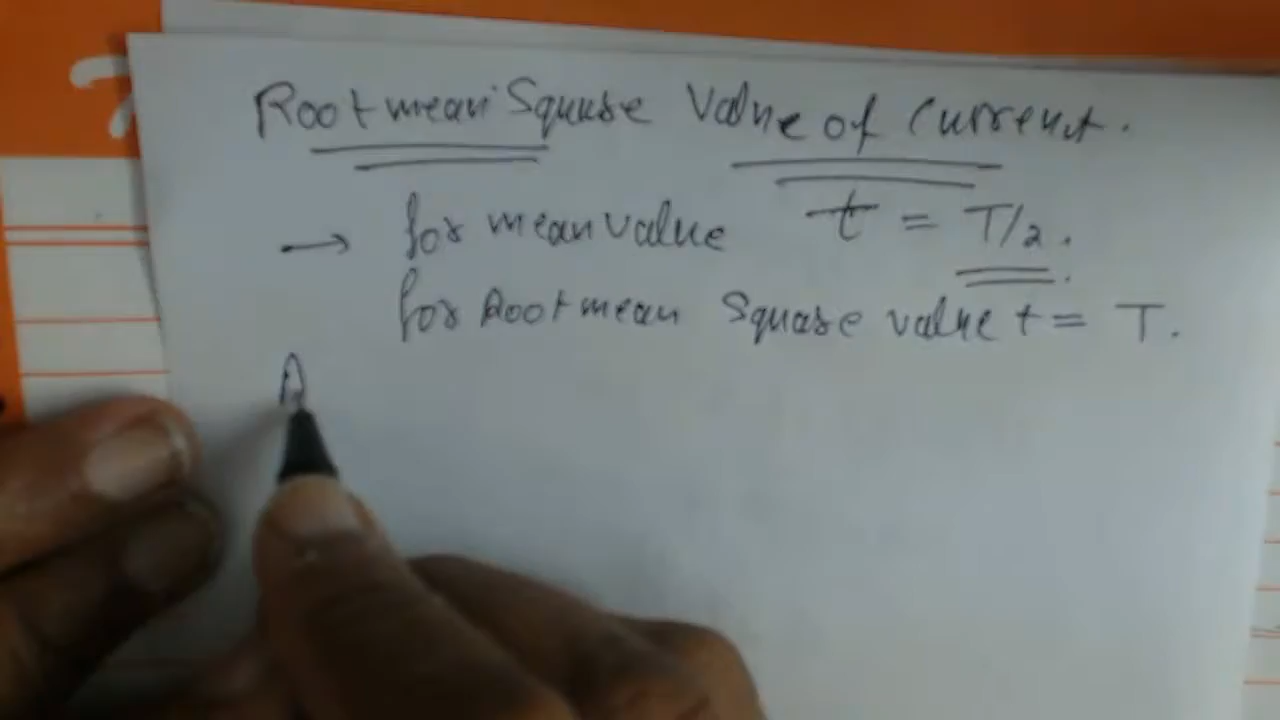 Root mean Square Value of Current.
→ for mean value t = T/2.
for Root mean Square value t = T.
A